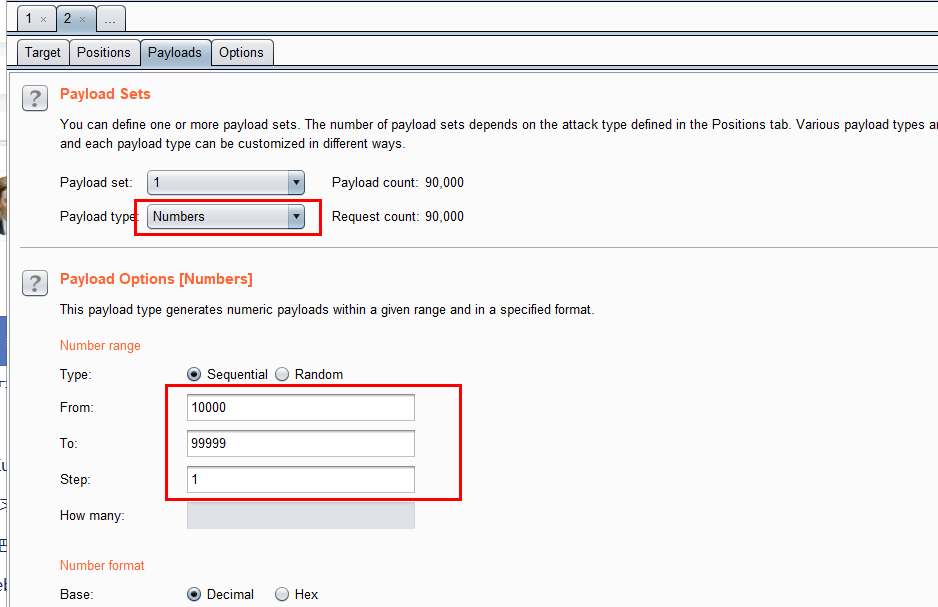 1 × 2 × ...
Target Positions Payloads Options
? Payload Sets
You can define one or more payload sets. The number of payload sets depends on the attack type defined in the Positions tab. Various payload types
and each payload type can be customized in different ways.
Payload set: 1 Payload count: 90,000
Payload type: Numbers Request count: 90,000
? Payload Options [Numbers]
This payload type generates numeric payloads within a given range and in a specified format.
Number range
Type: Sequential Random
From: 10000
To: 99999
Step: 1
How many:
Number format
Base: Decimal Hex